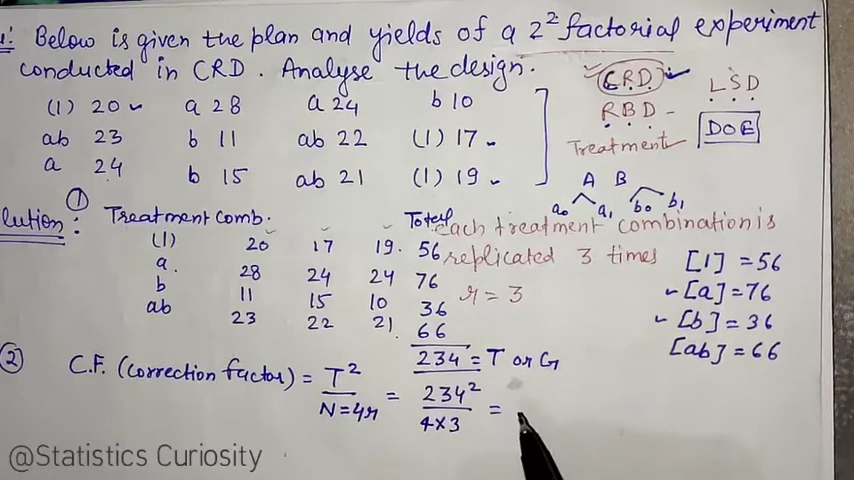 : Below is given the plan and yields of a 2² factorial experiment
conducted in CRD. Analyse the design.
CRD LSD
RBD DOE
Treatment
(1) 20 a 28 a 24 b 10
ab 23 b 11 ab 22 (1) 17
a 24 b 15 ab 21 (1) 19
A B
a₀ a₁ b₀ b₁
lution: ① Treatment Comb. Total
each treatment combination is
replicated 3 times
r = 3
(1) 20 17 19. 56
a. 28 24 24 76
b 11 15 10 36
ab 23 22 21. 66
234 = T or G
[1] = 56
[a] = 76
[b] = 36
[ab] = 66
② C.F. (correction factor) = T²/N=4r = 234²/4×3 =
@Statistics Curiosity